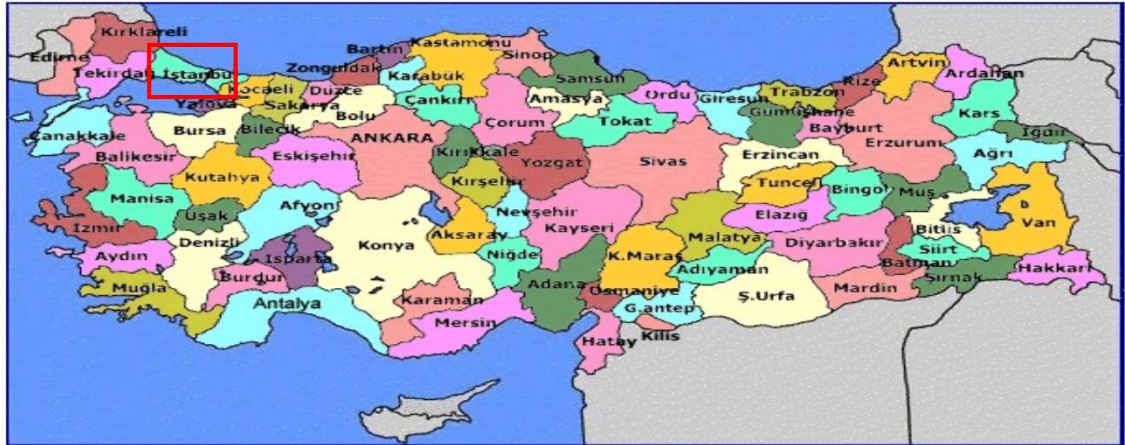 Kırklareli
Edirne
Tekirdağ
İstanbul
Kocaeli
Yalova
Sakarya
Düzce
Zonguldak
Bartın
Karabük
Kastamonu
Sinop
Samsun
Ordu
Giresun
Trabzon
Rize
Artvin
Ardahan
Kars
Iğdır
Ağrı
Erzurum
Bayburt
Gümüşhane
Erzincan
Tokat
Amasya
Çorum
Çankırı
Bolu
ANKARA
Bilecik
Bursa
Çanakkale
Balıkesir
Kutahya
Eskişehir
Kırıkkale
Yozgat
Sivas
Tuncel
Bingöl
Muş
Van
Bitlis
Siirt
Elazığ
Malatya
Kayseri
Nevşehir
Kırşehir
Aksaray
Konya
Afyon
Uşak
Manisa
İzmir
Aydın
Denizli
Isparta
Burdur
Muğla
Antalya
Karaman
Niğde
Mersin
Adana
Osmaniye
K.Maraş
Adıyaman
Diyarbakır
Batman
Mardin
Şırnak
Hakkari
Ş.Urfa
G.antep
Kilis
Hatay